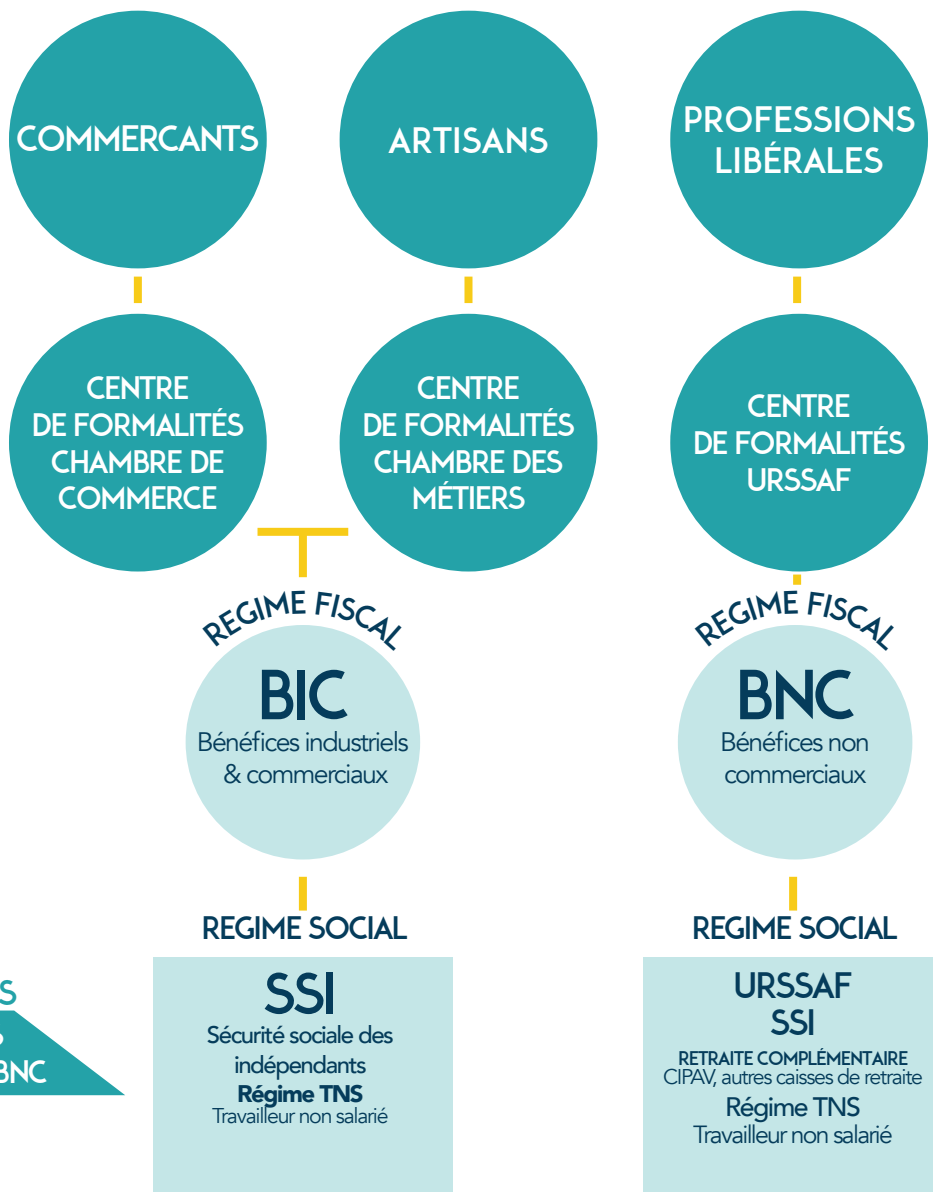 COMMERCANTS
ARTISANS
PROFESSIONS
LIBÉRALES
CENTRE
DE FORMALITÉS
CHAMBRE DE
COMMERCE
CENTRE
DE FORMALITÉS
CHAMBRE DES
MÉTIERS
CENTRE
DE FORMALITÉS
URSSAF
REGIME FISCAL
BIC
Bénéfices industriels
& commerciaux
REGIME FISCAL
BNC
Bénéfices non
commerciaux
REGIME SOCIAL
SSI
Sécurité sociale des
indépendants
Régime TNS
Travailleur non salarié
REGIME SOCIAL
URSSAF
SSI
RETRAITE COMPLÉMENTAIRE
CIPAV, autres caisses de retraite
Régime TNS
Travailleur non salarié
S
BNC